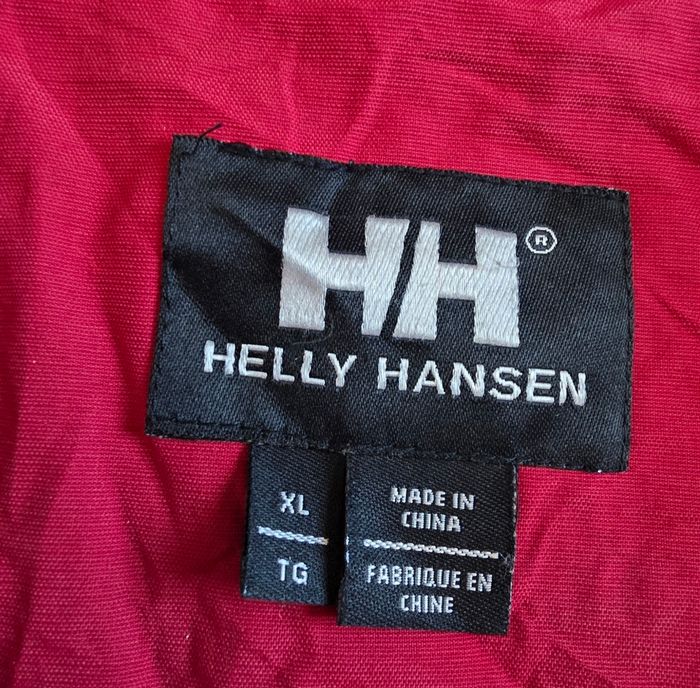 HH®
HELLY HANSEN
XL
TG
MADE IN
CHINA
FABRIQUE EN
CHINE